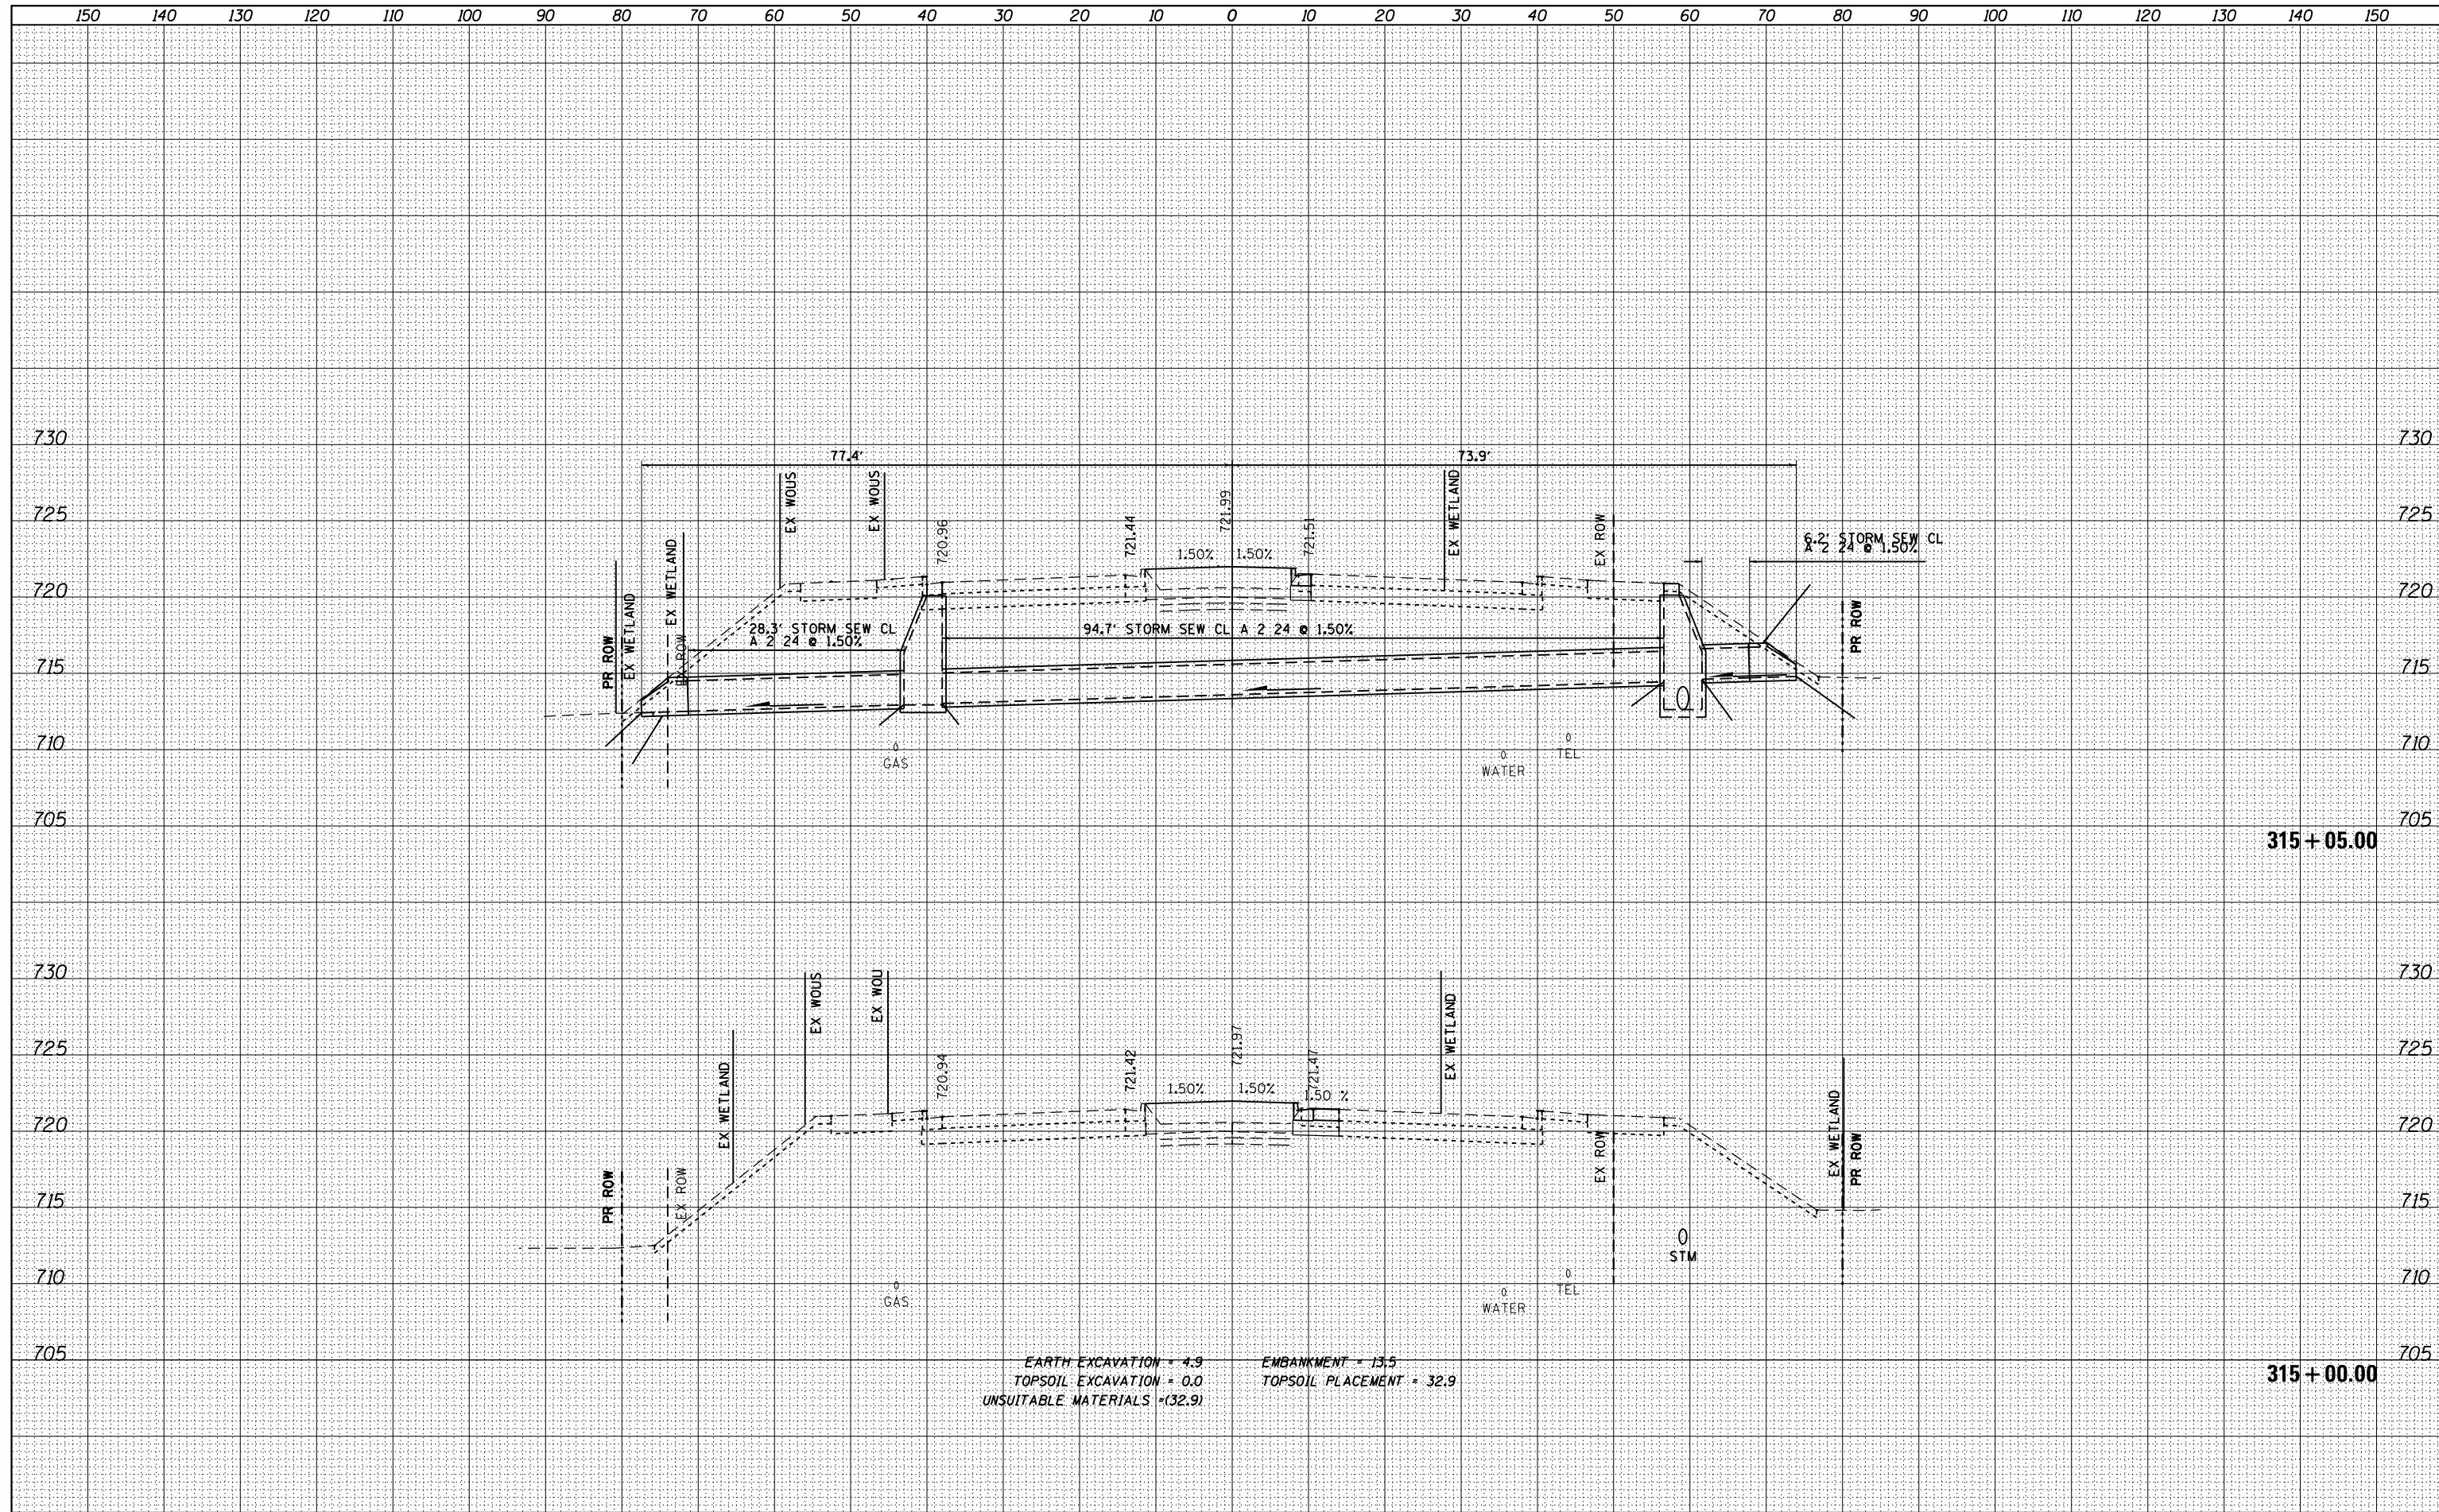 150 140 130 120 110 100 90 80 70 60 50 40 30 20 10 0 10 20 30 40 50 60 70 80 90 100 110 120 130 140 150
730 730
77.4' 73.9'
EX WOUS
EX WOUS
EX WETLAND
725 725
720.96
721.44
721.99
721.51
EX ROW
1.50% 1.50%
6.2' STORM SEW CL
A 2 24 @ 1.50%
EX WETLAND
720 720
PR ROW
EX WETLAND
EX ROW
28.3' STORM SEW CL
A 2 24 @ 1.50%
94.7' STORM SEW CL A 2 24 @ 1.50%
PR ROW
715 715
710 710
0
GAS
0
WATER
0
TEL
705 705
315+05.00
730 730
EX WOUS
EX WOU
EX WETLAND
725 725
EX WETLAND
720.94
721.42
721.97
721.47
1.50% 1.50% 1.50 %
720 720
PR ROW
EX ROW
EX ROW
EX WETLAND
PR ROW
715 715
STM
710 710
0
GAS
0
WATER
0
TEL
705 705
EARTH EXCAVATION = 4.9 EMBANKMENT = 13.5
TOPSOIL EXCAVATION = 0.0 TOPSOIL PLACEMENT = 32.9
UNSUITABLE MATERIALS =(32.9)
315+00.00